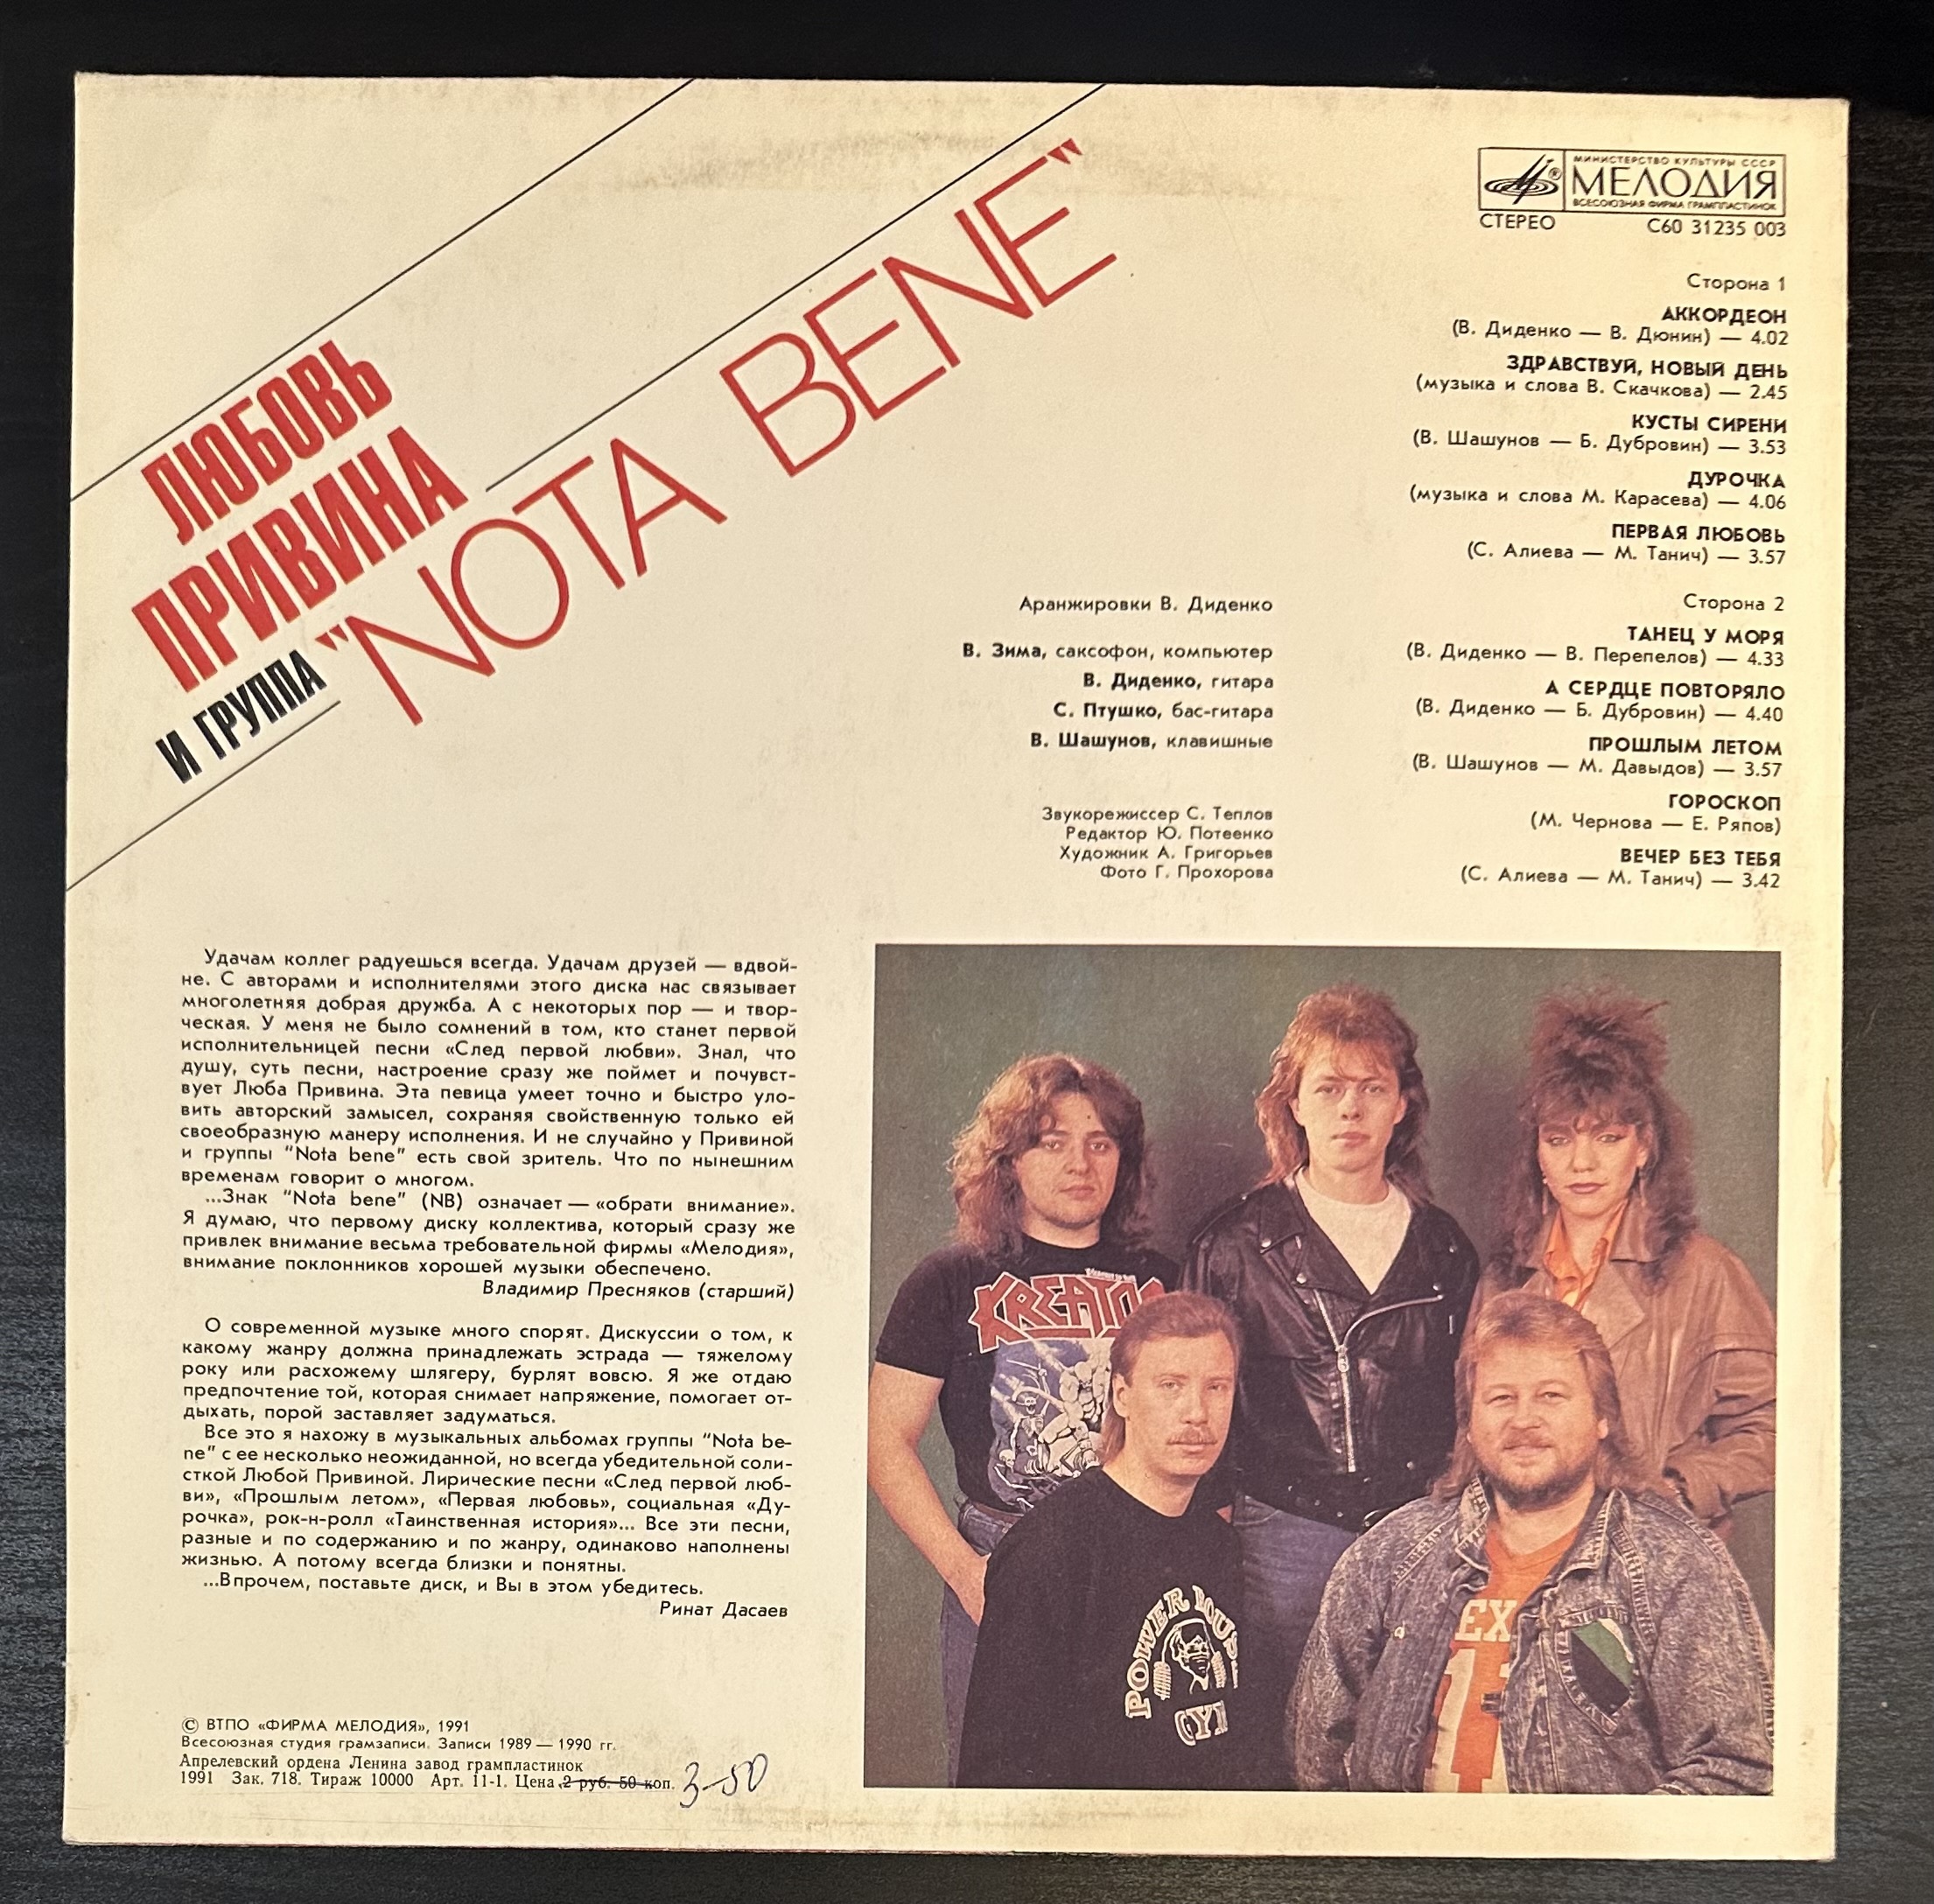 ЛЮБОВЬ
ПРИВИНА
И ГРУППА
"NOTA BENE"
МИНИСТЕРСТВО КУЛЬТУРЫ СССР
МЕЛОДИЯ
ВСЕСОЮЗНАЯ ФИРМА ГРАМПЛАСТИНОК
СТЕРЕО С60 31235 003
Сторона 1
АККОРДЕОН
(В. Диденко — В. Дюнин) — 4.02
ЗДРАВСТВУЙ, НОВЫЙ ДЕНЬ
(музыка и слова В. Скачкова) — 2.45
КУСТЫ СИРЕНИ
(В. Шашунов — Б. Дубровин) — 3.53
ДУРОЧКА
(музыка и слова М. Карасева) — 4.06
ПЕРВАЯ ЛЮБОВЬ
(С. Алиева — М. Танич) — 3.57
Сторона 2
ТАНЕЦ У МОРЯ
(В. Диденко — В. Перепелов) — 4.33
А СЕРДЦЕ ПОВТОРЯЛО
(В. Диденко — Б. Дубровин) — 4.40
ПРОШЛЫМ ЛЕТОМ
(В. Шашунов — М. Давыдов) — 3.57
ГОРОСКОП
(М. Чернова — Е. Ряпов)
ВЕЧЕР БЕЗ ТЕБЯ
(С. Алиева — М. Танич) — 3.42
Аранжировки В. Диденко
В. Зима, саксофон, компьютер
В. Диденко, гитара
С. Птушко, бас-гитара
В. Шашунов, клавишные
Звукорежиссер С. Теплов
Редактор Ю. Потеенко
Художник А. Григорьев
Фото Г. Прохорова
Удачам коллег радуешься всегда. Удачам друзей — вдвой-
не. С авторами и исполнителями этого диска нас связывает
многолетняя добрая дружба. А с некоторых пор — и твор-
ческая. У меня не было сомнений в том, кто станет первой
исполнительницей песни «След первой любви». Знал, что
душу, суть песни, настроение сразу же поймет и почувст-
вует Люба Привина. Эта певица умеет точно и быстро уло-
вить авторский замысел, сохраняя свойственную только ей
своеобразную манеру исполнения. И не случайно у Привиной
и группы "Nota bene" есть свой зритель. Что по нынешним
временам говорит о многом.
...Знак "Nota bene" (NB) означает — «обрати внимание».
Я думаю, что первому диску коллектива, который сразу же
привлек внимание весьма требовательной фирмы «Мелодия»,
внимание поклонников хорошей музыки обеспечено.
Владимир Пресняков (старший)
О современной музыке много спорят. Дискуссии о том, к
какому жанру должна принадлежать эстрада — тяжелому
року или расхожему шлягеру, бурлят вовсю. Я же отдаю
предпочтение той, которая снимает напряжение, помогает от-
дыхать, порой заставляет задуматься.
Все это я нахожу в музыкальных альбомах группы "Nota be-
ne" с ее несколько неожиданной, но всегда убедительной соли-
сткой Любой Привиной. Лирические песни «След первой люб-
ви», «Прошлым летом», «Первая любовь», социальная «Ду-
рочка», рок-н-ролл «Таинственная история»... Все эти песни,
разные и по содержанию и по жанру, одинаково наполнены
жизнью. А потому всегда близки и понятны.
...Впрочем, поставьте диск, и Вы в этом убедитесь.
Ринат Дасаев
© ВТПО «ФИРМА МЕЛОДИЯ», 1991
Всесоюзная студия грамзаписи. Записи 1989 — 1990 гг.
Апрелевский ордена Ленина завод грампластинок
1991 Зак. 718. Тираж 10000 Арт. 11-1. Цена 2 руб. 50 коп. 3-50
KREATO
POWER HOUS
EX